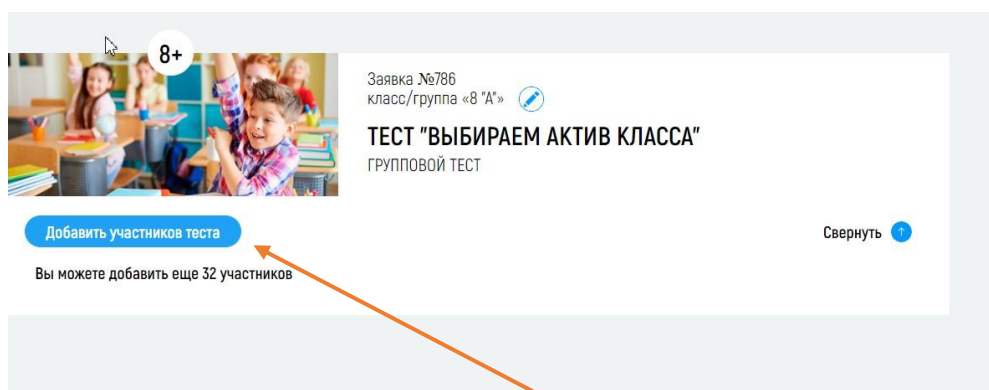 8+
Заявка №786
класс/группа «8 "А"»
ТЕСТ "ВЫБИРАЕМ АКТИВ КЛАССА"
ГРУППОВОЙ ТЕСТ
Добавить участников теста
Свернуть
Вы можете добавить еще 32 участников